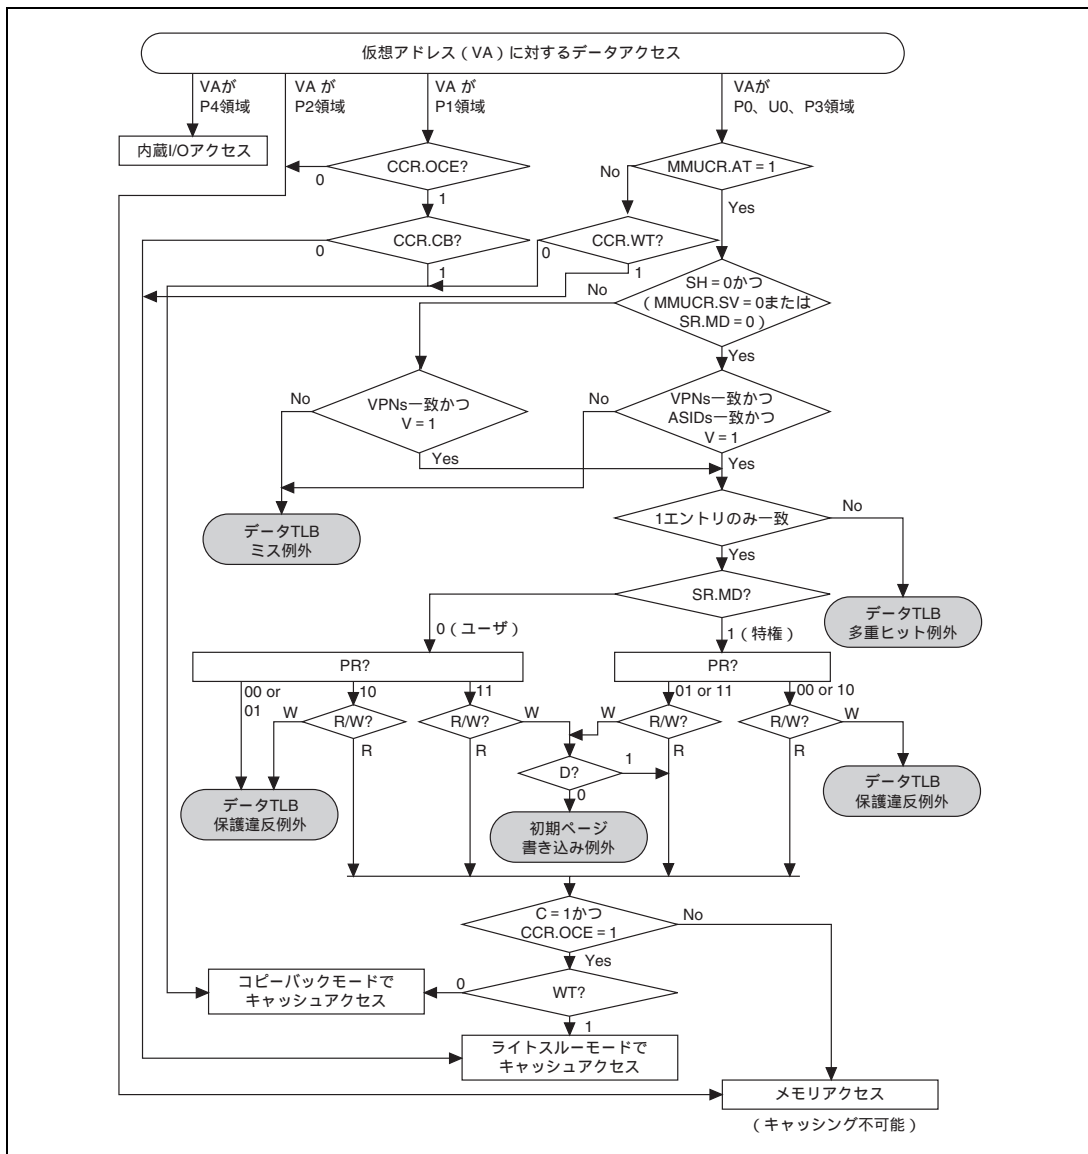 仮想アドレス（VA）に対するデータアクセス
VAが
P4領域
VA が
P2領域
VA が
P1領域
VAが
P0、U0、P3領域
内蔵I/Oアクセス
CCR.OCE?
0
1
MMUCR.AT = 1
No
Yes
CCR.CB?
0
1
CCR.WT?
0
1
SH = 0かつ
（MMUCR.SV = 0または
SR.MD = 0）
No
Yes
VPNs一致かつ
V = 1
No
Yes
VPNs一致かつ
ASIDs一致かつ
V = 1
No
Yes
データTLB
ミス例外
1エントリのみ一致
No
Yes
SR.MD?
0（ユーザ）
1（特権）
データTLB
多重ヒット例外
PR?
PR?
00 or
01
10
11
01 or 11
00 or 10
R/W?
W
R
R/W?
W
R
R/W?
W
R
R/W?
W
R
D?
1
0
データTLB
保護違反例外
初期ページ
書き込み例外
データTLB
保護違反例外
C = 1かつ
CCR.OCE = 1
No
Yes
コピーバックモードで
キャッシュアクセス
WT?
0
1
ライトスルーモードで
キャッシュアクセス
メモリアクセス
（キャッシング不可能）